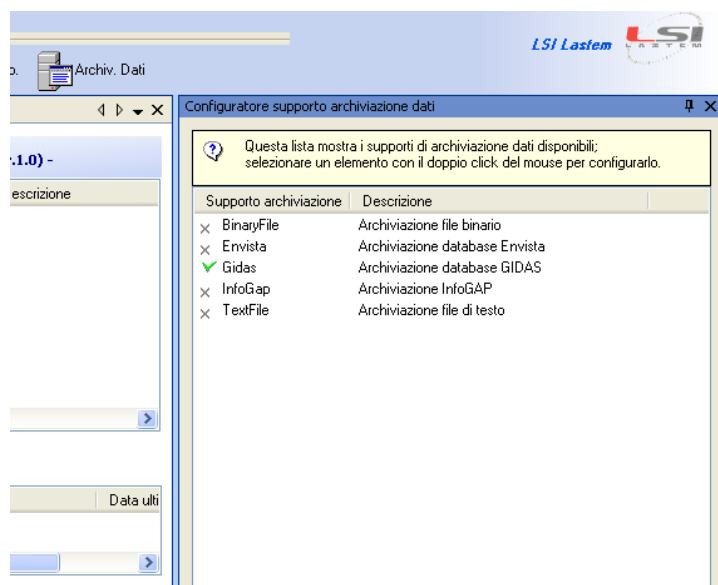 LSI Lastem
LSI
LASTEM
o.
Archiv. Dati
Configuratore supporto archiviazione dati
.1.0) -
Questa lista mostra i supporti di archiviazione dati disponibili;
selezionare un elemento con il doppio click del mouse per configurarlo.
escrizione
Supporto archiviazione Descrizione
BinaryFile Archiviazione file binario
Envista Archiviazione database Envista
Gidas Archiviazione database GIDAS
InfoGap Archiviazione InfoGAP
TextFile Archiviazione file di testo
Data ulti